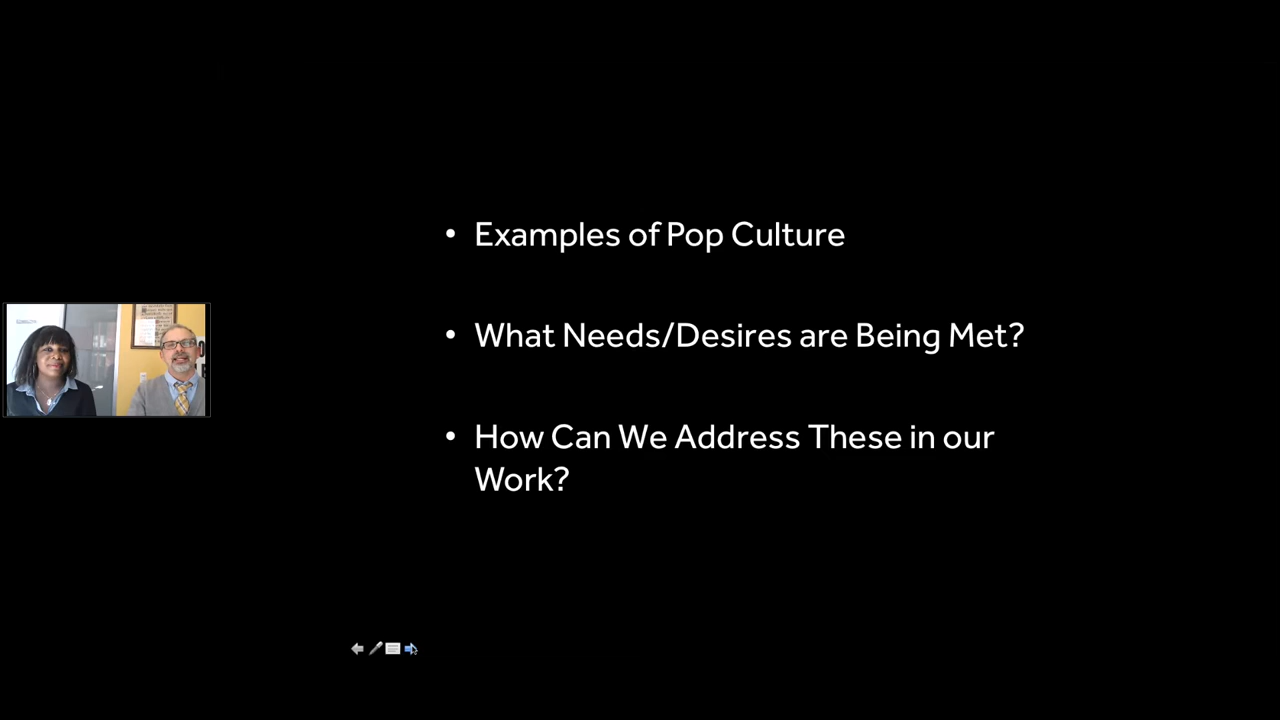 • Examples of Pop Culture
• What Needs/Desires are Being Met?
• How Can We Address These in our
Work?